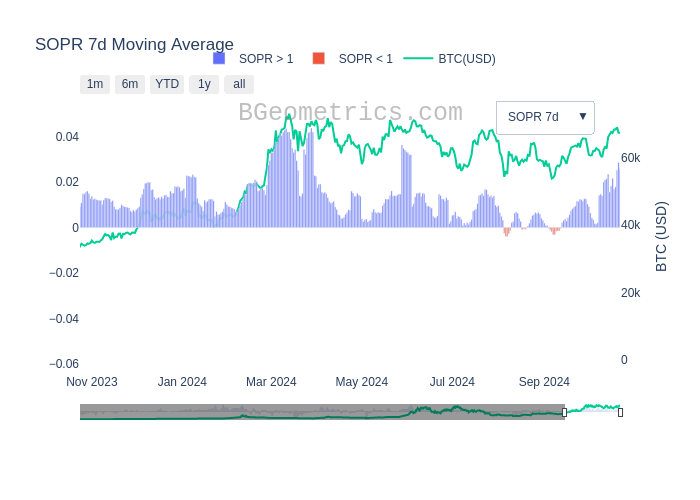 SOPR 7d Moving Average
SOPR > 1 SOPR < 1 BTC(USD)
1m 6m YTD 1y all
BGeometrics.com
SOPR 7d ▼
0.04
0.02
0
−0.02
−0.04
−0.06
60k
40k
20k
0
BTC (USD)
Nov 2023 Jan 2024 Mar 2024 May 2024 Jul 2024 Sep 2024